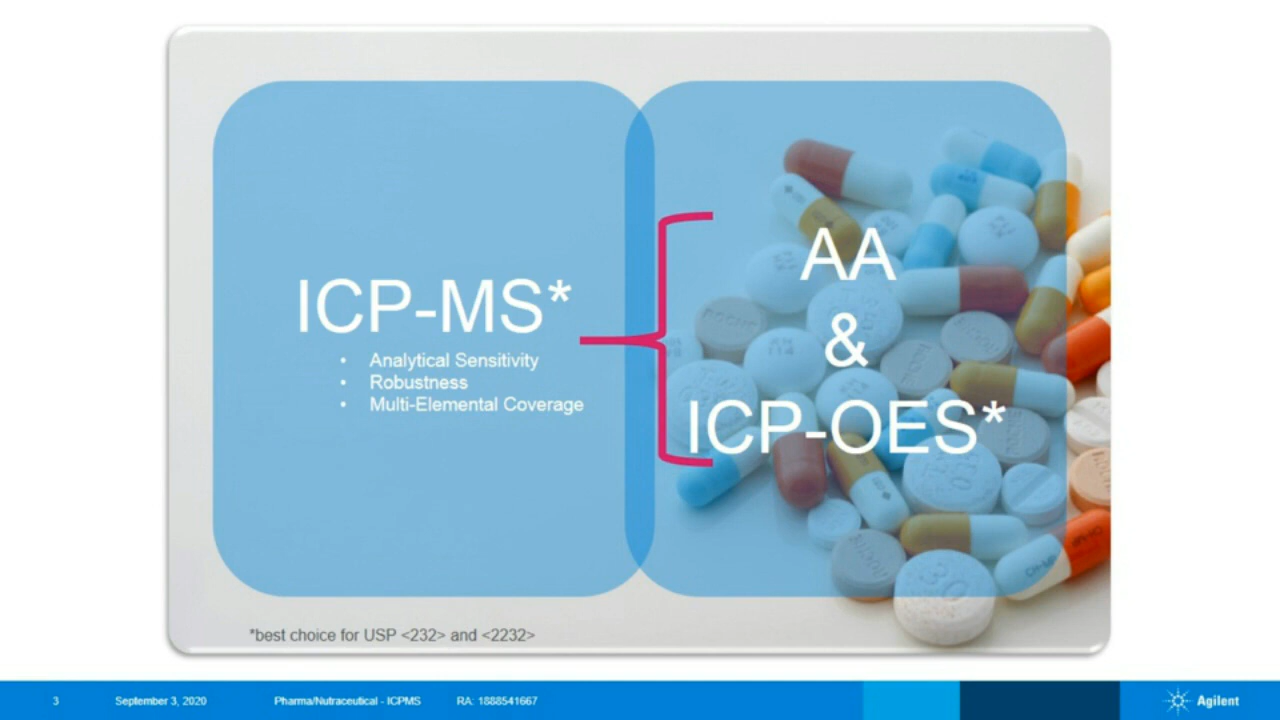 ICP-MS*
• Analytical Sensitivity
• Robustness
• Multi-Elemental Coverage
AA
&
ICP-OES*
*best choice for USP <232> and <2232>
3 September 3, 2020 Pharma/Nutraceutical - ICPMS RA: 1888541667 Agilent